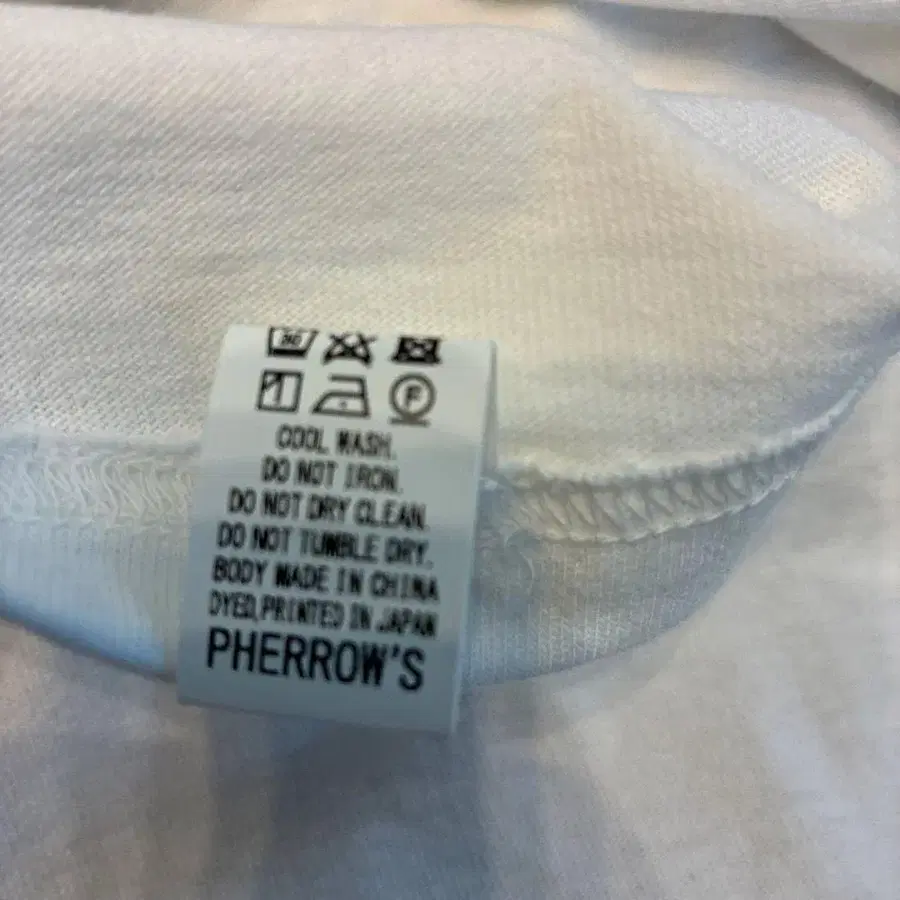 30
F
COOL WASH.
DO NOT IRON.
DO NOT DRY CLEAN.
DO NOT TUMBLE DRY.
BODY MADE IN CHINA
DYED,PRINTED IN JAPAN
PHERROW'S